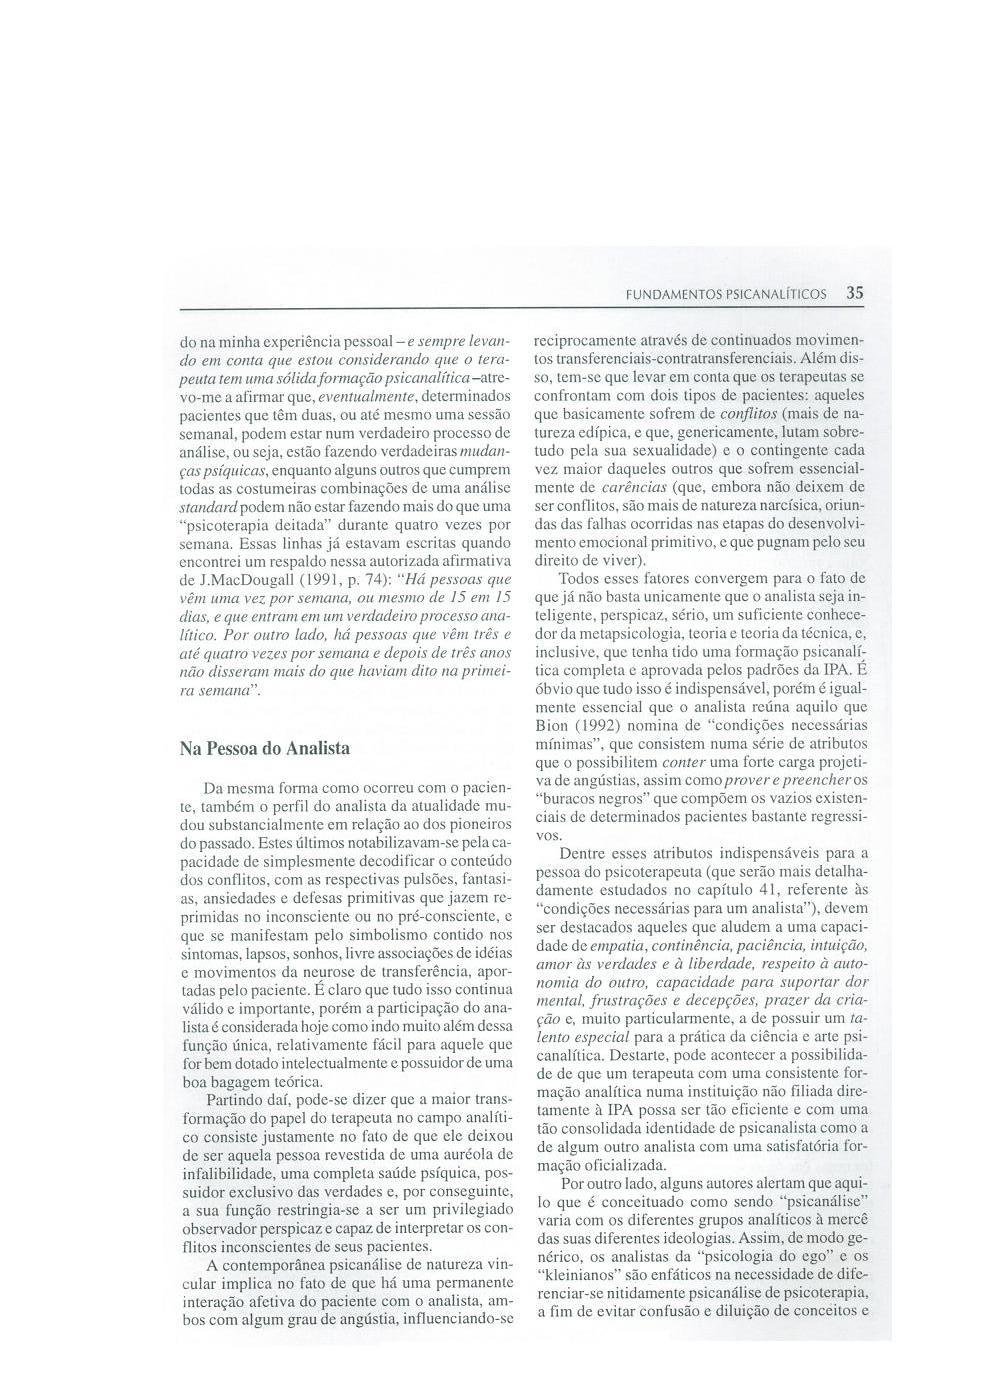 FUNDAMENTOS PSICANALÍTICOS 35
do na minha experiência pessoal – e sempre levan-
do em conta que estou considerando que o tera-
peuta tem uma sólida formação psicanalítica –atre-
vo-me a afirmar que, eventualmente, determinados
pacientes que têm duas, ou até mesmo uma sessão
semanal, podem estar num verdadeiro processo de
análise, ou seja, estão fazendo verdadeiras mudan-
ças psíquicas, enquanto alguns outros que cumprem
todas as costumeiras combinações de uma análise
standard podem não estar fazendo mais do que uma
“psicoterapia deitada” durante quatro vezes por
semana. Essas linhas já estavam escritas quando
encontrei um respaldo nessa autorizada afirmativa
de J.MacDougall (1991, p. 74): “Há pessoas que
vêm uma vez por semana, ou mesmo de 15 em 15
dias, e que entram em um verdadeiro processo ana-
lítico. Por outro lado, há pessoas que vêm três e
até quatro vezes por semana e depois de três anos
não disseram mais do que haviam dito na primei-
ra semana”.
Na Pessoa do Analista
Da mesma forma como ocorreu com o pacien-
te, também o perfil do analista da atualidade mu-
dou substancialmente em relação ao dos pioneiros
do passado. Estes últimos notabilizavam-se pela ca-
pacidade de simplesmente decodificar o conteúdo
dos conflitos, com as respectivas pulsões, fantasi-
as, ansiedades e defesas primitivas que jazem re-
primidas no inconsciente ou no pré-consciente, e
que se manifestam pelo simbolismo contido nos
sintomas, lapsos, sonhos, livre associações de idéias
e movimentos da neurose de transferência, apor-
tadas pelo paciente. É claro que tudo isso continua
válido e importante, porém a participação do ana-
lista é considerada hoje como indo muito além dessa
função única, relativamente fácil para aquele que
for bem dotado intelectualmente e possuidor de uma
boa bagagem teórica.
Partindo daí, pode-se dizer que a maior trans-
formação do papel do terapeuta no campo analíti-
co consiste justamente no fato de que ele deixou
de ser aquela pessoa revestida de uma auréola de
infalibilidade, uma completa saúde psíquica, pos-
suidor exclusivo das verdades e, por conseguinte,
a sua função restringia-se a ser um privilegiado
observador perspicaz e capaz de interpretar os con-
flitos inconscientes de seus pacientes.
A contemporânea psicanálise de natureza vin-
cular implica no fato de que há uma permanente
interação afetiva do paciente com o analista, am-
bos com algum grau de angústia, influenciando-se
reciprocamente através de continuados movimen-
tos transferenciais-contratransferenciais. Além dis-
so, tem-se que levar em conta que os terapeutas se
confrontam com dois tipos de pacientes: aqueles
que basicamente sofrem de conflitos (mais de na-
tureza edípica, e que, genericamente, lutam sobre-
tudo pela sua sexualidade) e o contingente cada
vez maior daqueles outros que sofrem essencial-
mente de carências (que, embora não deixem de
ser conflitos, são mais de natureza narcísica, oriun-
das das falhas ocorridas nas etapas do desenvolvi-
mento emocional primitivo, e que pugnam pelo seu
direito de viver).
Todos esses fatores convergem para o fato de
que já não basta unicamente que o analista seja in-
teligente, perspicaz, sério, um suficiente conhece-
dor da metapsicologia, teoria e teoria da técnica, e,
inclusive, que tenha tido uma formação psicanalí-
tica completa e aprovada pelos padrões da IPA. É
óbvio que tudo isso é indispensável, porém é igual-
mente essencial que o analista reúna aquilo que
Bion (1992) nomina de “condições necessárias
mínimas”, que consistem numa série de atributos
que o possibilitem conter uma forte carga projeti-
va de angústias, assim como prover e preencher os
“buracos negros” que compõem os vazios existen-
ciais de determinados pacientes bastante regressi-
vos.
Dentre esses atributos indispensáveis para a
pessoa do psicoterapeuta (que serão mais detalha-
damente estudados no capítulo 41, referente às
“condições necessárias para um analista”), devem
ser destacados aqueles que aludem a uma capaci-
dade de empatia, continência, paciência, intuição,
amor às verdades e à liberdade, respeito à auto-
nomia do outro, capacidade para suportar dor
mental, frustrações e decepções, prazer da cria-
ção e, muito particularmente, a de possuir um ta-
lento especial para a prática da ciência e arte psi-
canalítica. Destarte, pode acontecer a possibilida-
de de que um terapeuta com uma consistente for-
mação analítica numa instituição não filiada dire-
tamente à IPA possa ser tão eficiente e com uma
tão consolidada identidade de psicanalista como a
de algum outro analista com uma satisfatória for-
mação oficializada.
Por outro lado, alguns autores alertam que aqui-
lo que é conceituado como sendo “psicanálise”
varia com os diferentes grupos analíticos à mercê
das suas diferentes ideologias. Assim, de modo ge-
nérico, os analistas da “psicologia do ego” e os
“kleinianos” são enfáticos na necessidade de dife-
renciar-se nitidamente psicanálise de psicoterapia,
a fim de evitar confusão e diluição de conceitos e